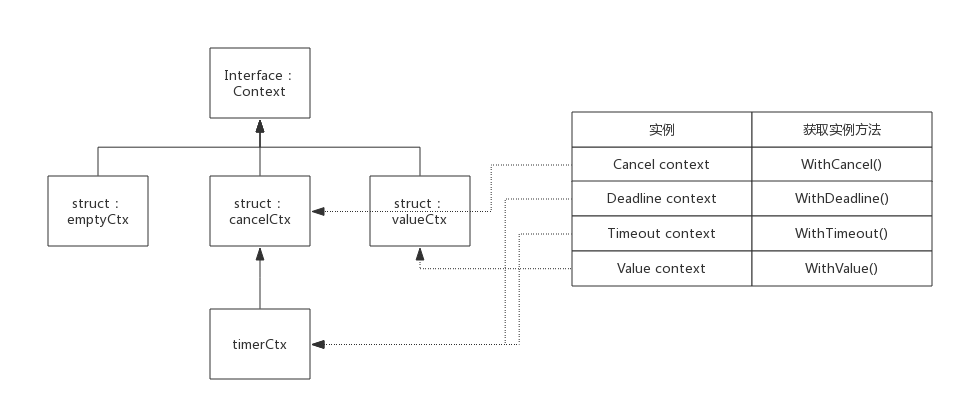 Interface：
Context
struct：
emptyCtx
struct：
cancelCtx
struct：
valueCtx
timerCtx
实例 获取实例方法
Cancel context WithCancel()
Deadline context WithDeadline()
Timeout context WithTimeout()
Value context WithValue()